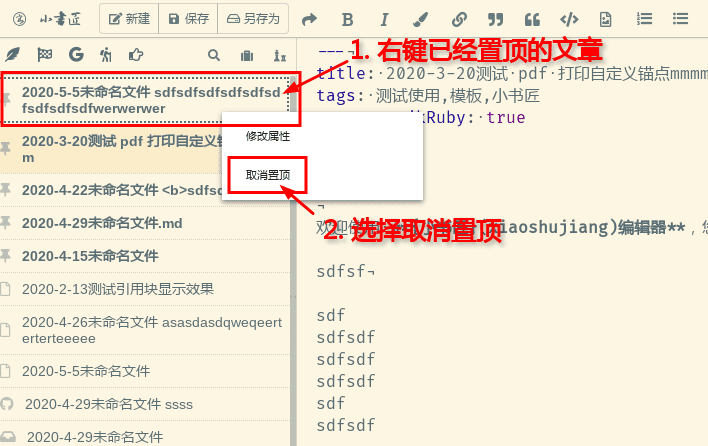 小书匠 新建 保存 另存为
1. 右键已经置顶的文章
2020-5-5未命名文件 sdfsdfsdfsdfsdfsd
fsdfsdfsdfwerwerwer
2020-3-20测试 pdf 打印自定义锚
m
2020-4-22未命名文件 <b>sdfs
2020-4-29未命名文件.md
2020-4-15未命名文件
2020-2-13测试引用块显示效果
2020-4-26未命名文件 asasdasdqweqeert
erterterteeeee
2020-5-5未命名文件
2020-4-29未命名文件 ssss
2020-4-29未命名文件
修改属性
取消置顶
2. 选择取消置顶
---¬
title:·2020-3-20测试·pdf·打印自定义锚点mmmm
tags:·测试使用,模板,小书匠
kRuby:·true
¬
欢迎使用
iaoshujiang)编辑器**，
sdfsf¬
sdf
sdfsdf
sdfsdf
sdfsdf
sdf
sdfsdf